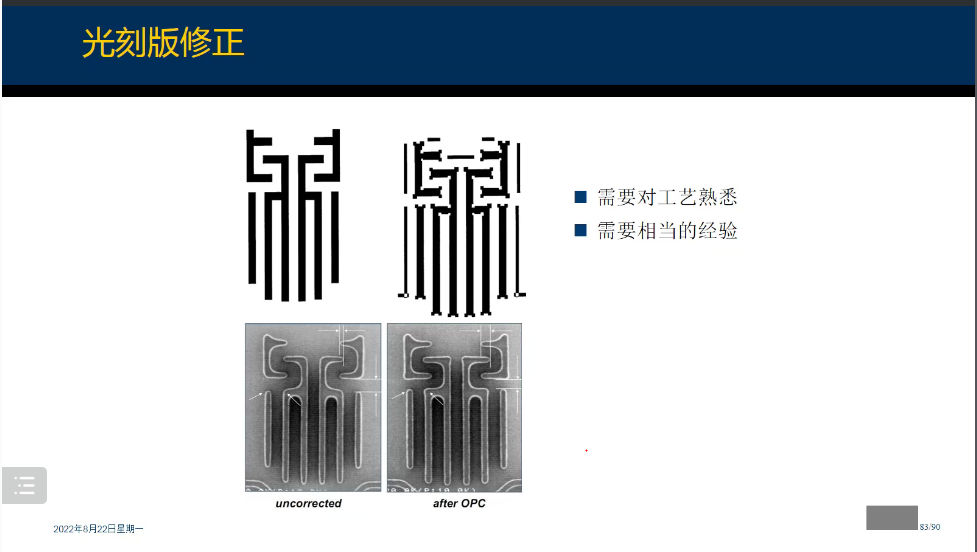 光刻版修正
需要对工艺熟悉
需要相当的经验
uncorrected
after OPC
2022年8月22日星期一
83/90